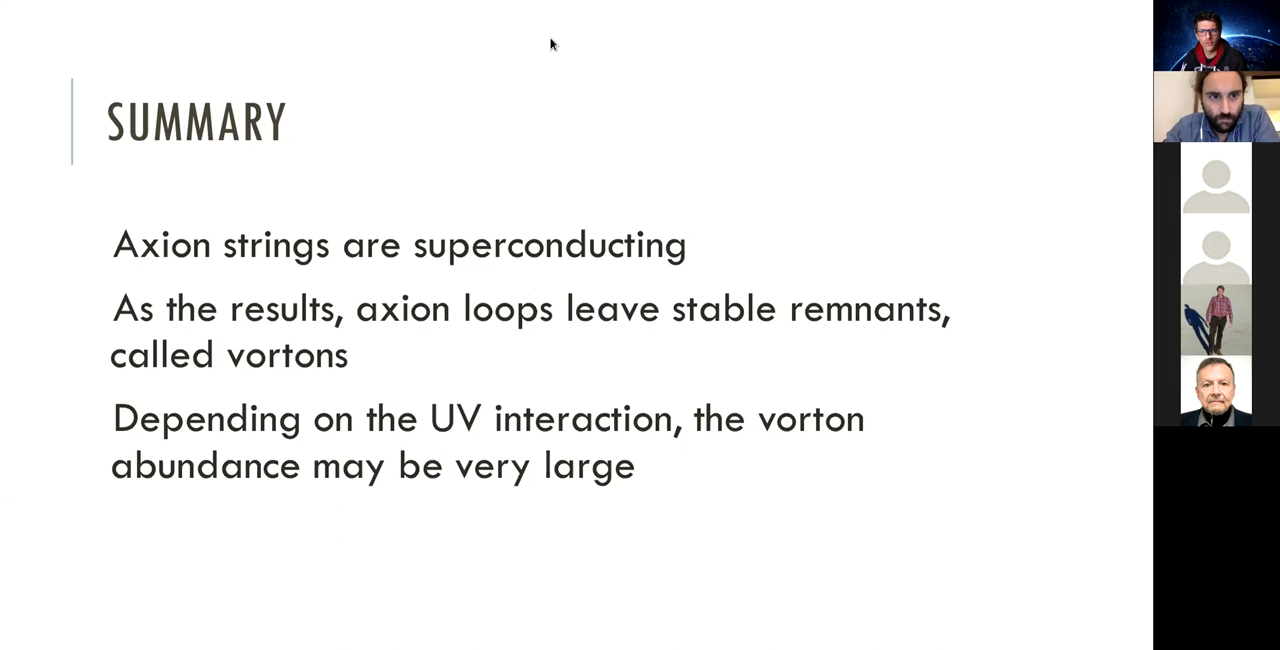 SUMMARY
Axion strings are superconducting
As the results, axion loops leave stable remnants,
called vortons
Depending on the UV interaction, the vorton
abundance may be very large